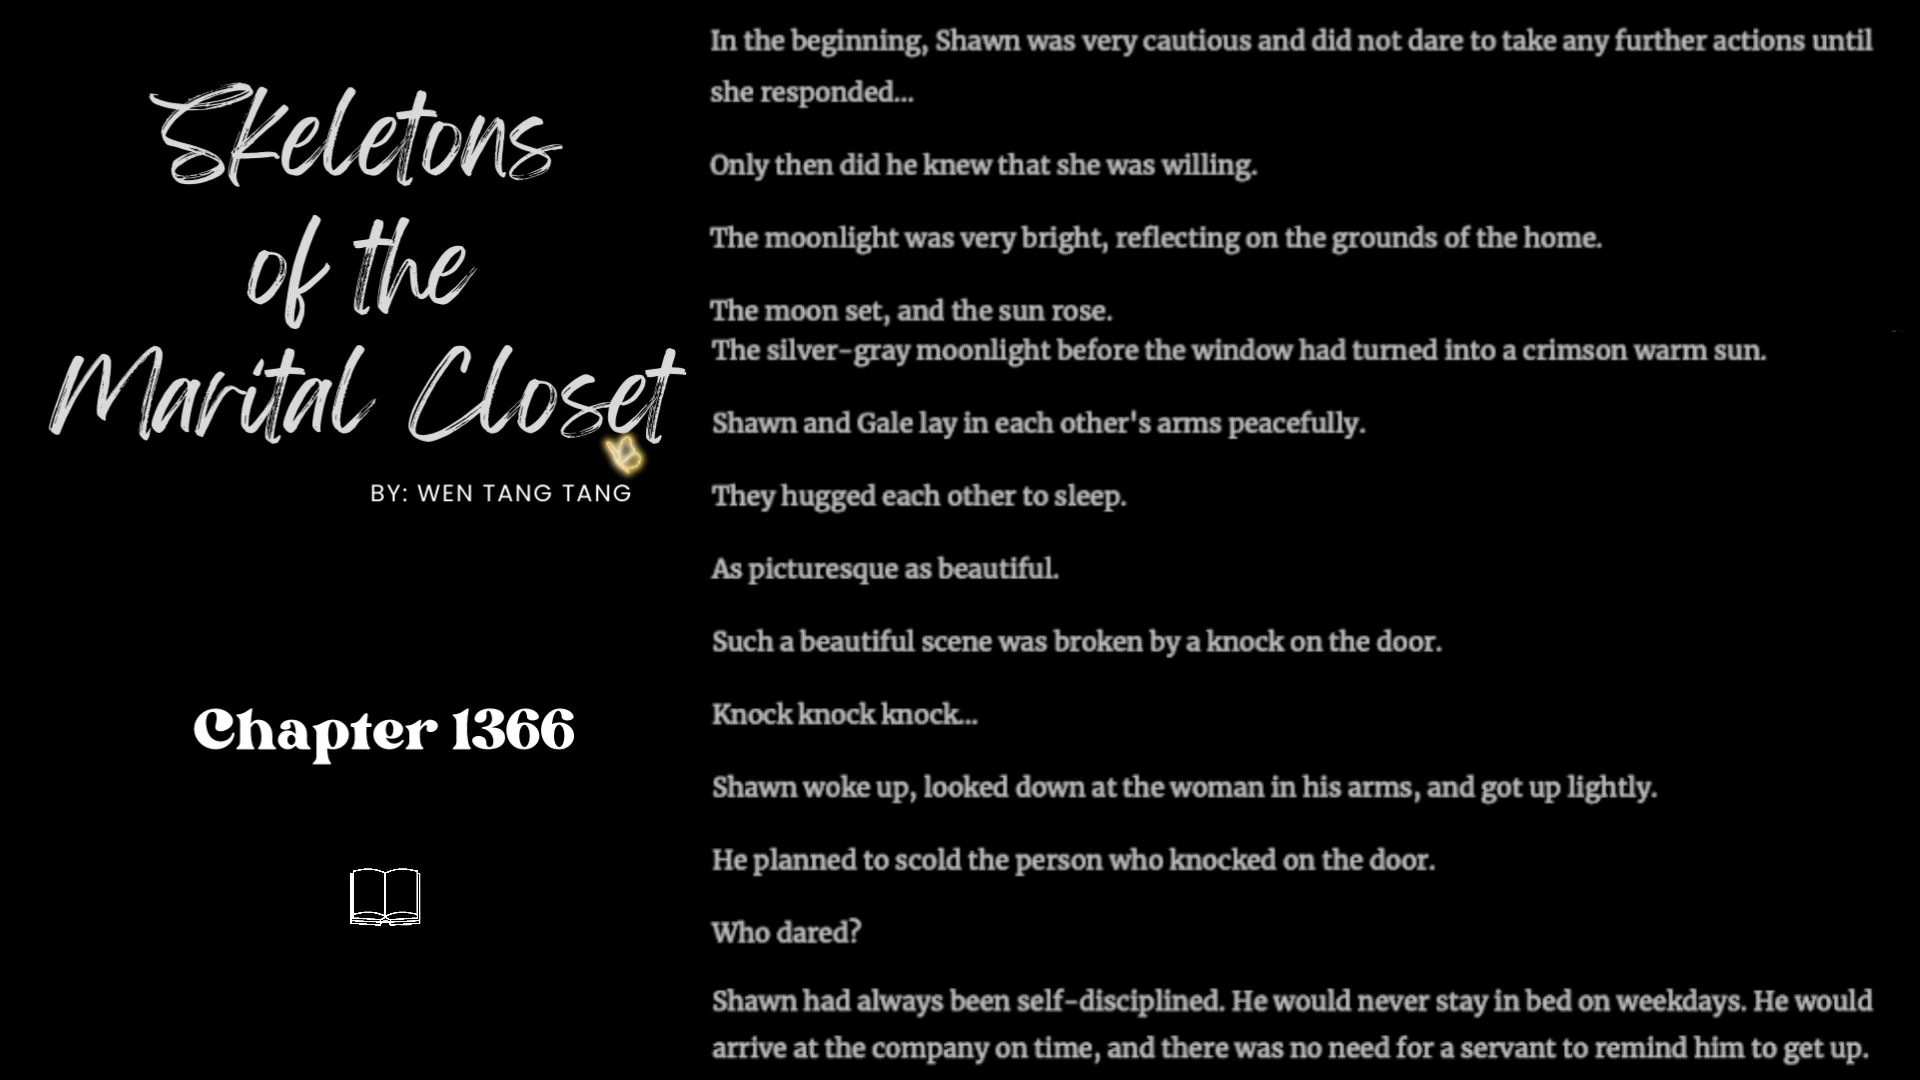 Skeletons
of the
Marital Closet
BY: WEN TANG TANG
Chapter 1366
In the beginning, Shawn was very cautious and did not dare to take any further actions until
she responded...
Only then did he knew that she was willing.
The moonlight was very bright, reflecting on the grounds of the home.
The moon set, and the sun rose.
The silver-gray moonlight before the window had turned into a crimson warm sun.
Shawn and Gale lay in each other's arms peacefully.
They hugged each other to sleep.
As picturesque as beautiful.
Such a beautiful scene was broken by a knock on the door.
Knock knock knock...
Shawn woke up, looked down at the woman in his arms, and got up lightly.
He planned to scold the person who knocked on the door.
Who dared?
Shawn had always been self-disciplined. He would never stay in bed on weekdays. He would
arrive at the company on time, and there was no need for a servant to remind him to get up.